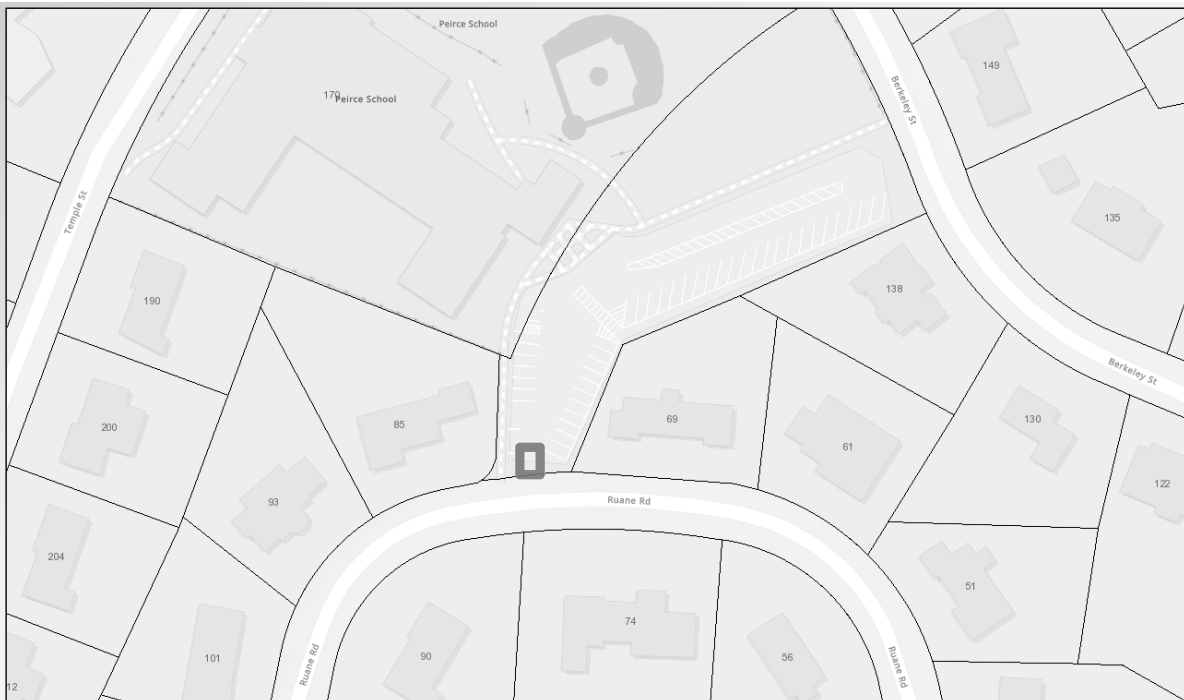 Peirce School
149
Berkeley St
170
Peirce School
Temple St
135
138
190
Berkeley St
69
130
85
200
61
122
Ruane Rd
93
204
51
74
90
56
101
Ruane Rd
Ruane Rd
12